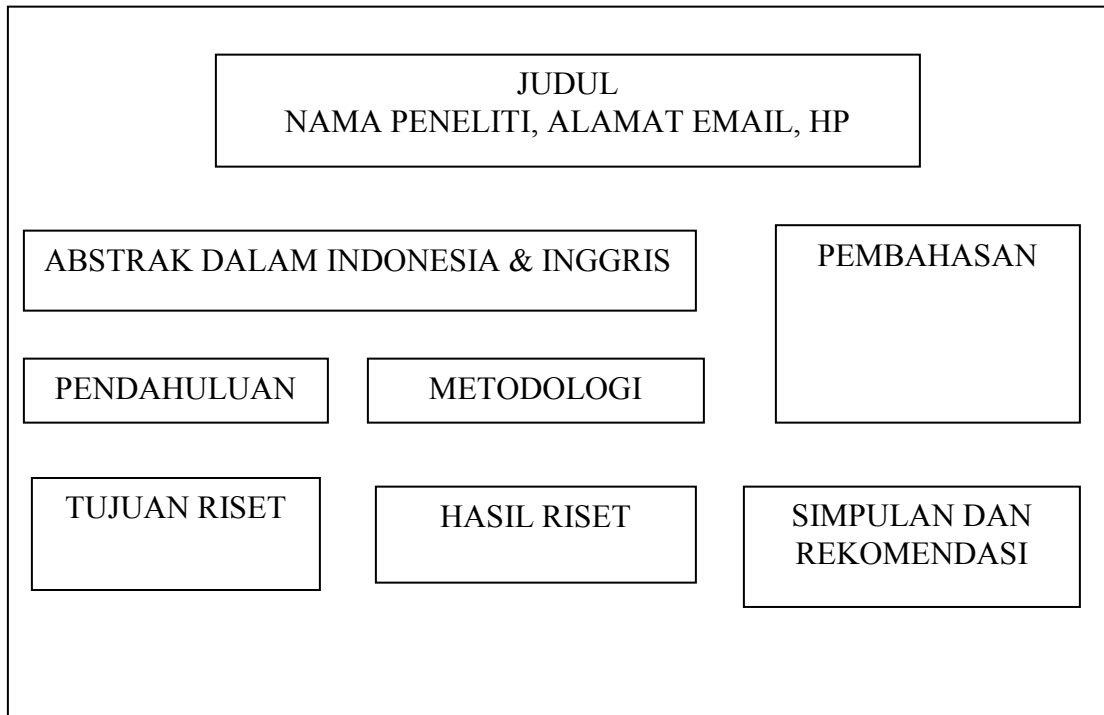 JUDUL
NAMA PENELITI, ALAMAT EMAIL, HP
ABSTRAK DALAM INDONESIA & INGGRIS
PENDAHULUAN
METODOLOGI
TUJUAN RISET
HASIL RISET
PEMBAHASAN
SIMPULAN DAN
REKOMENDASI